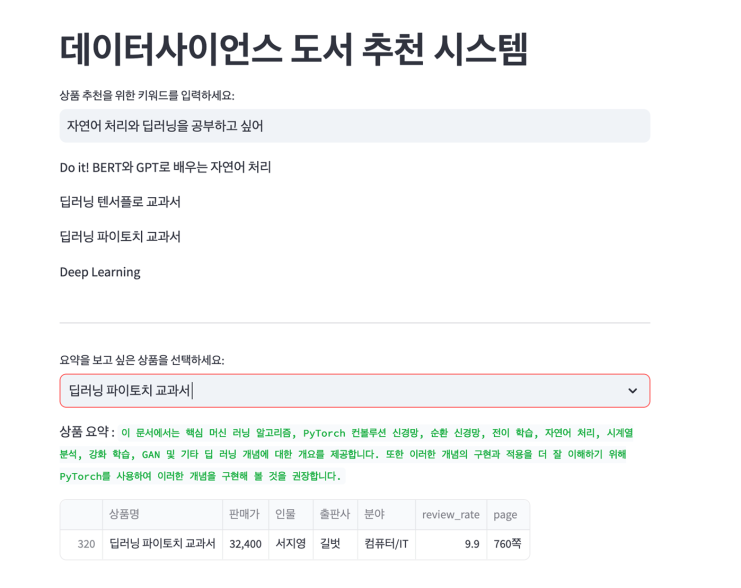 데이터사이언스 도서 추천 시스템
상품 추천을 위한 키워드를 입력하세요:
자연어 처리와 딥러닝을 공부하고 싶어
Do it! BERT와 GPT로 배우는 자연어 처리
딥러닝 텐서플로 교과서
딥러닝 파이토치 교과서
Deep Learning
요약을 보고 싶은 상품을 선택하세요:
딥러닝 파이토치 교과서
상품 요약 : 이 문서에서는 핵심 머신 러닝 알고리즘, PyTorch 컨볼루션 신경망, 순환 신경망, 전이 학습, 자연어 처리, 시계열
분석, 강화 학습, GAN 및 기타 딥 러닝 개념에 대한 개요를 제공합니다. 또한 이러한 개념의 구현과 적용을 더 잘 이해하기 위해
PyTorch를 사용하여 이러한 개념을 구현해 볼 것을 권장합니다.
상품명 판매가 인물 출판사 분야 review_rate page
320 딥러닝 파이토치 교과서 32,400 서지영 길벗 컴퓨터/IT 9.9 760쪽